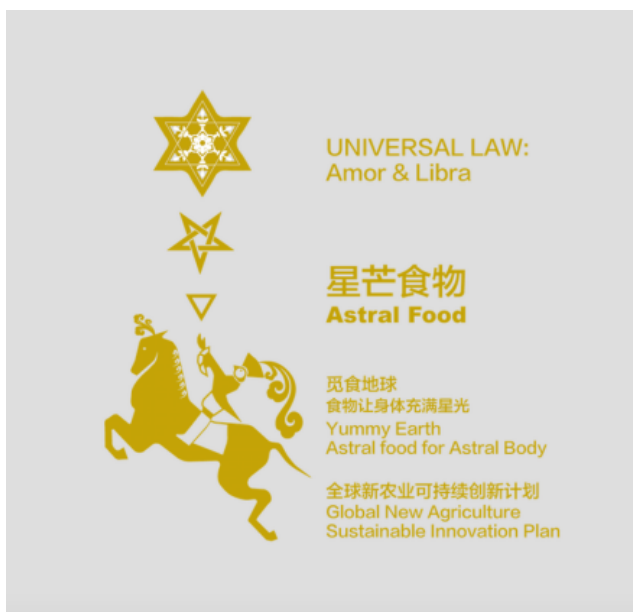 UNIVERSAL LAW:
Amor & Libra
星芒食物
Astral Food
觅食地球
食物让身体充满星光
Yummy Earth
Astral food for Astral Body
全球新农业可持续创新计划
Global New Agriculture
Sustainable Innovation Plan